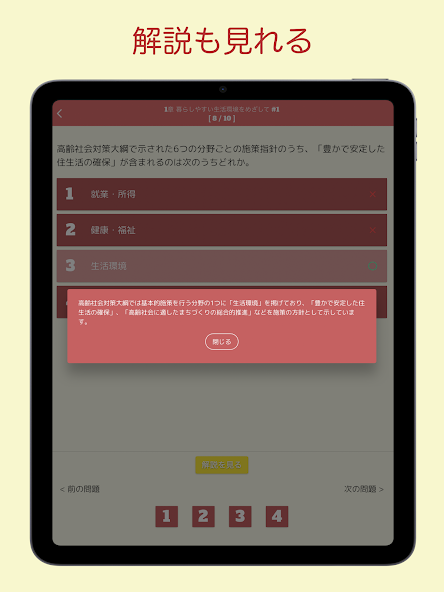 解説も見れる
1章 暮らしやすい生活環境をめざして #1
[ 8 / 10 ]
高齢社会対策大綱で示された6つの分野ごとの施策指針のうち、「豊かで安定した
住生活の確保」が含まれるのは次のうちどれか。
1 就業・所得
2 健康・福祉
3 生活環境
高齢社会対策大綱では基本的施策を行う分野の1つに「生活環境」を掲げており、「豊かで安定した住
生活の確保」、「高齢社会に適したまちづくりの総合的推進」などを施策の方針として示していま
す。
閉じる
解説を見る
< 前の問題
次の問題 >
1 2 3 4